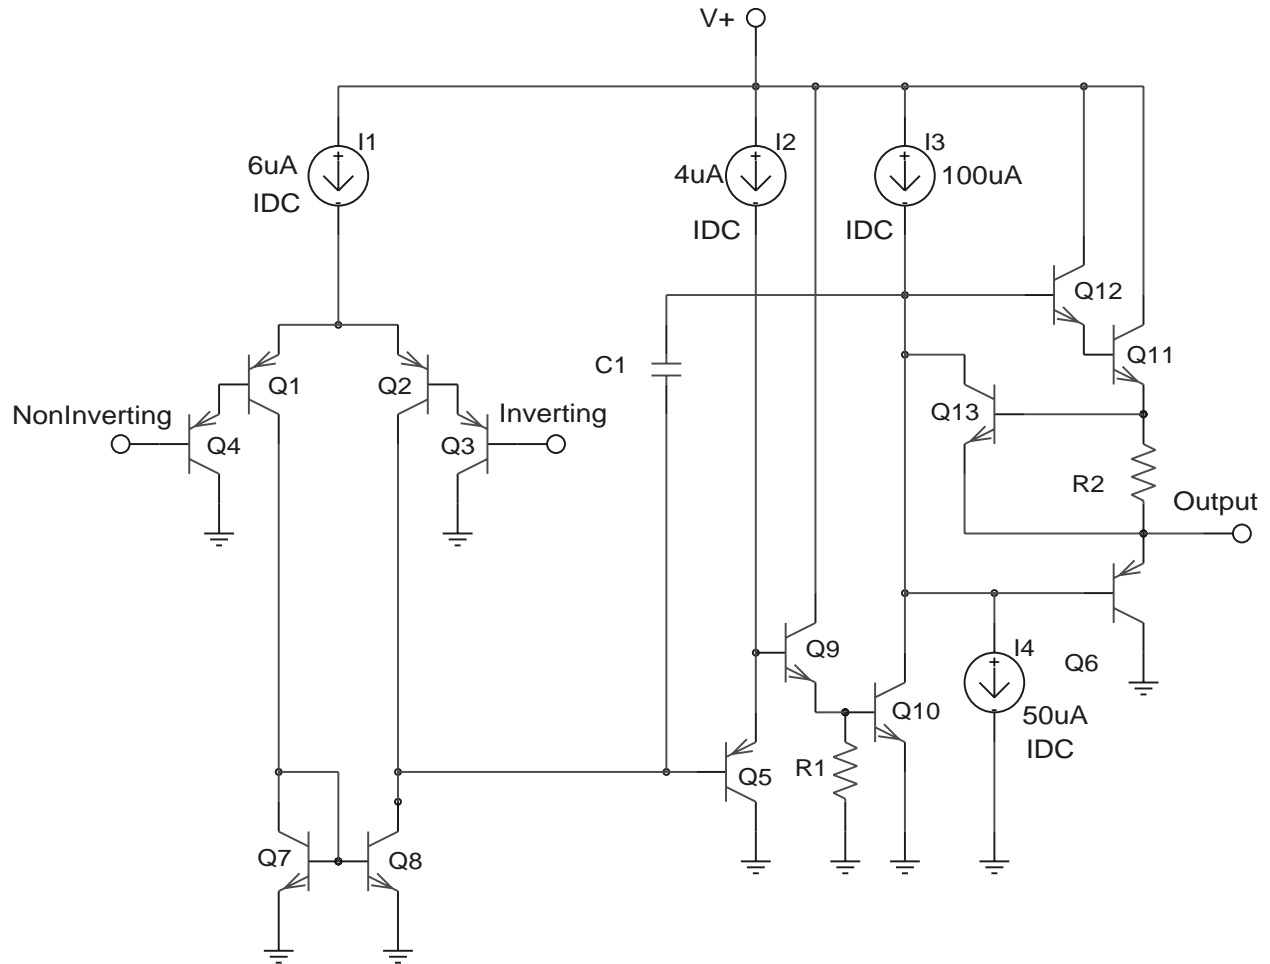 V+
I1
6uA
IDC
I2
4uA
IDC
I3
100uA
IDC
Q12
Q11
C1
Q1
Q2
NonInverting
Q4
Q3
Inverting
Q13
R2
Output
Q9
I4
Q6
Q10
50uA
IDC
Q5
R1
Q7
Q8